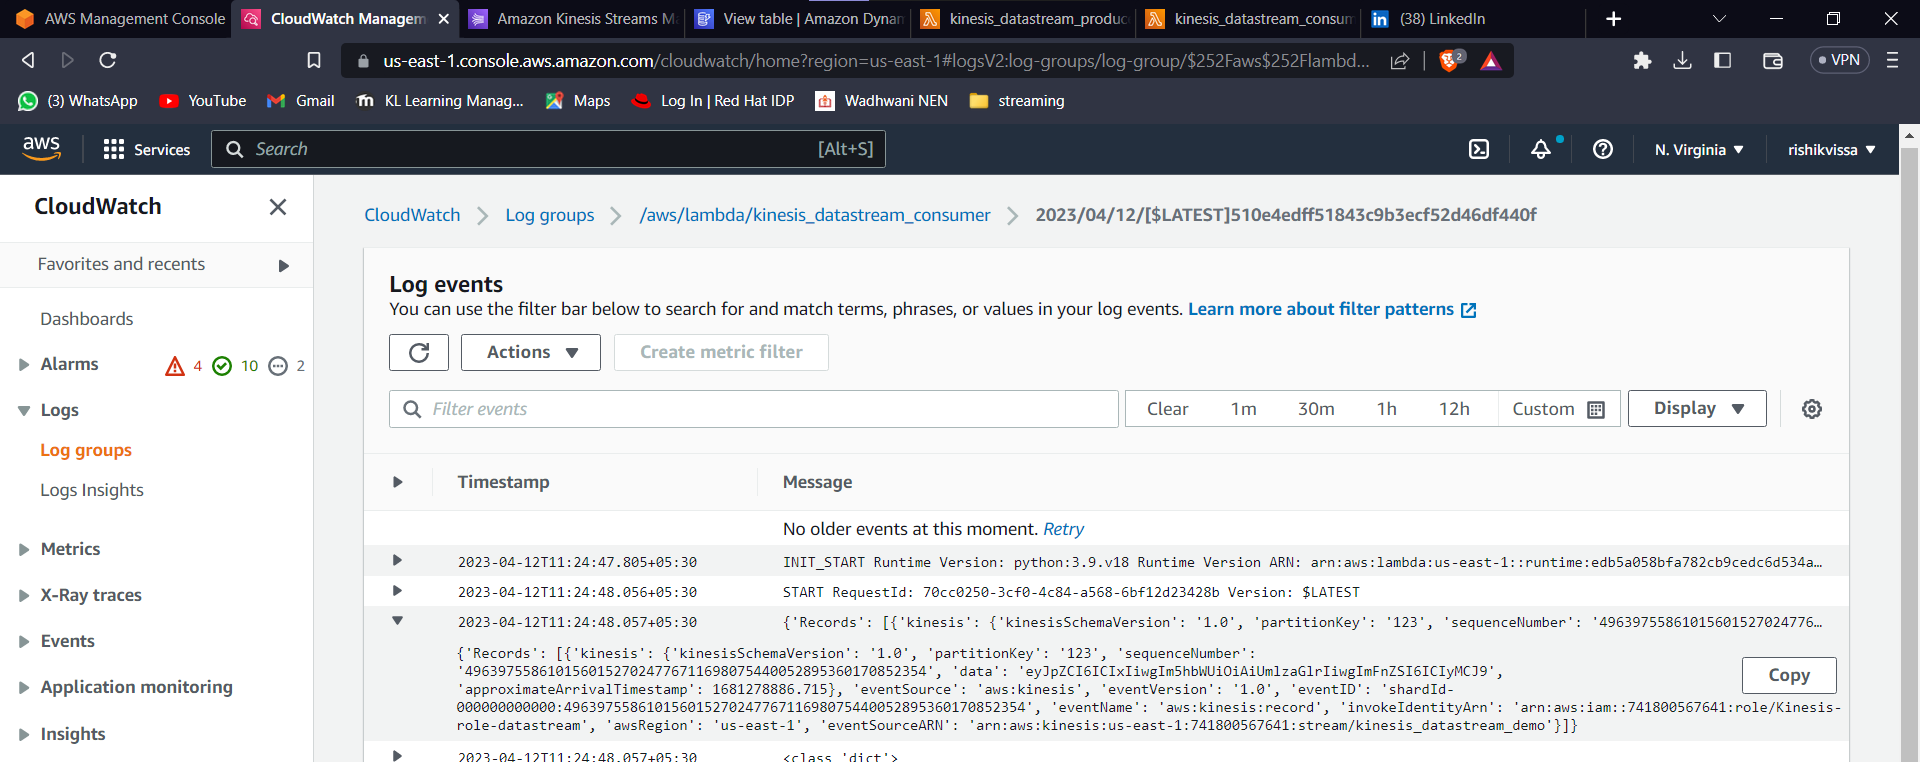 AWS Management Console
CloudWatch Managem
Amazon Kinesis Streams M
View table | Amazon Dynam
kinesis_datastream_produc
kinesis_datastream_consum
(38) LinkedIn
us-east-1.console.aws.amazon.com/cloudwatch/home?region=us-east-1#logsV2:log-groups/log-group/$252Faws$252Flambd...
2
VPN
(3) WhatsApp
YouTube
Gmail
KL Learning Manag...
Maps
Log In | Red Hat IDP
Wadhwani NEN
streaming
aws
Services
Search
[Alt+S]
N. Virginia
rishikvissa
CloudWatch
Favorites and recents
Dashboards
Alarms 4 10 2
Logs
Log groups
Logs Insights
Metrics
X-Ray traces
Events
Application monitoring
Insights
CloudWatch
Log groups
/aws/lambda/kinesis_datastream_consumer
2023/04/12/[$LATEST]510e4edff51843c9b3ecf52d46df440f
Log events
You can use the filter bar below to search for and match terms, phrases, or values in your log events. Learn more about filter patterns
Actions
Create metric filter
Filter events
Clear 1m 30m 1h 12h Custom
Display
Timestamp Message
No older events at this moment. Retry
2023-04-12T11:24:47.805+05:30 INIT_START Runtime Version: python:3.9.v18 Runtime Version ARN: arn:aws:lambda:us-east-1::runtime:edb5a058bfa782cb9cedc6d534a…
2023-04-12T11:24:48.056+05:30 START RequestId: 70cc0250-3cf0-4c84-a568-6bf12d23428b Version: $LATEST
2023-04-12T11:24:48.057+05:30 {'Records': [{'kinesis': {'kinesisSchemaVersion': '1.0', 'partitionKey': '123', 'sequenceNumber': '49639755861015601527024776…
{'Records': [{'kinesis': {'kinesisSchemaVersion': '1.0', 'partitionKey': '123', 'sequenceNumber':
'49639755861015601527024776711698075440052895360170852354', 'data': 'eyJpZCI6ICIxIiwgIm5hbWUiOiAiUmlzaGlrIiwgImFnZSI6ICIyMCJ9',
'approximateArrivalTimestamp': 1681278886.715}, 'eventSource': 'aws:kinesis', 'eventVersion': '1.0', 'eventID': 'shardId-
000000000000:49639755861015601527024776711698075440052895360170852354', 'eventName': 'aws:kinesis:record', 'invokeIdentityArn': 'arn:aws:iam::741800567641:role/Kinesis-
role-datastream', 'awsRegion': 'us-east-1', 'eventSourceARN': 'arn:aws:kinesis:us-east-1:741800567641:stream/kinesis_datastream_demo'}]}
Copy
2023-04-12T11:24:48.057+05:30 <class 'dict'>